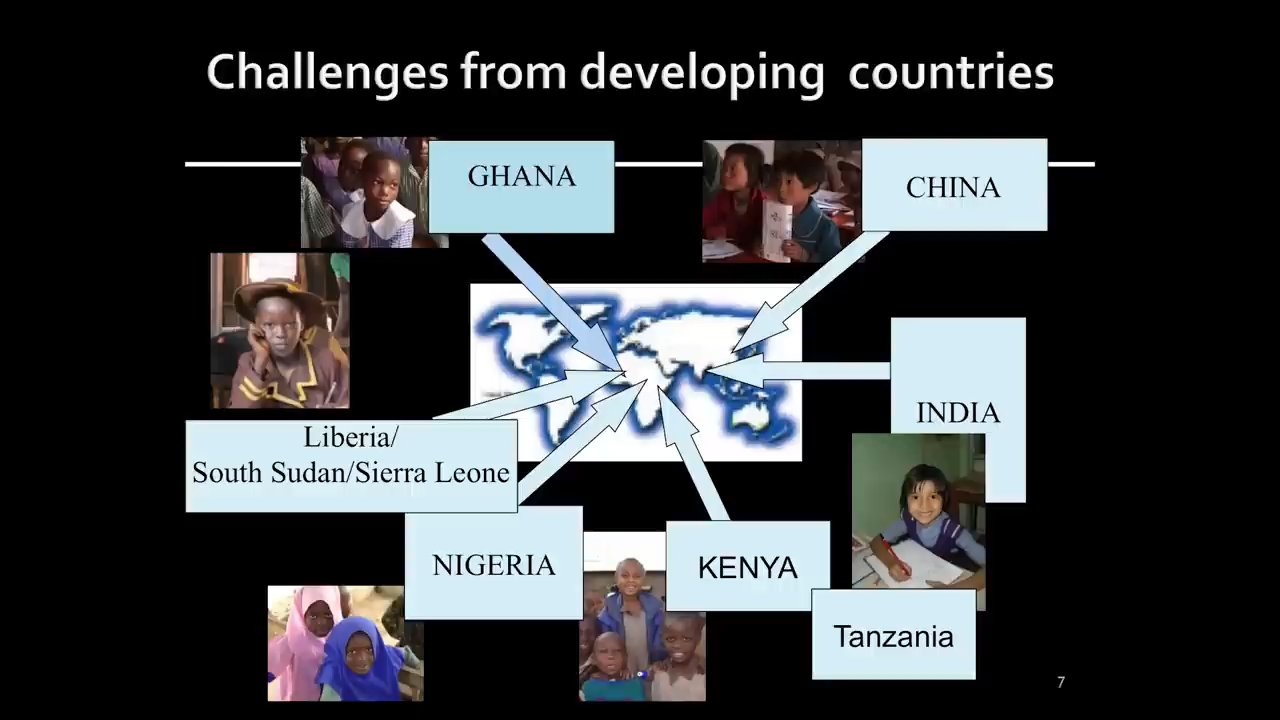 Challenges from developing  countries
GHANA
CHINA
INDIA
Liberia/
South Sudan/Sierra Leone
NIGERIA
KENYA
Tanzania
7